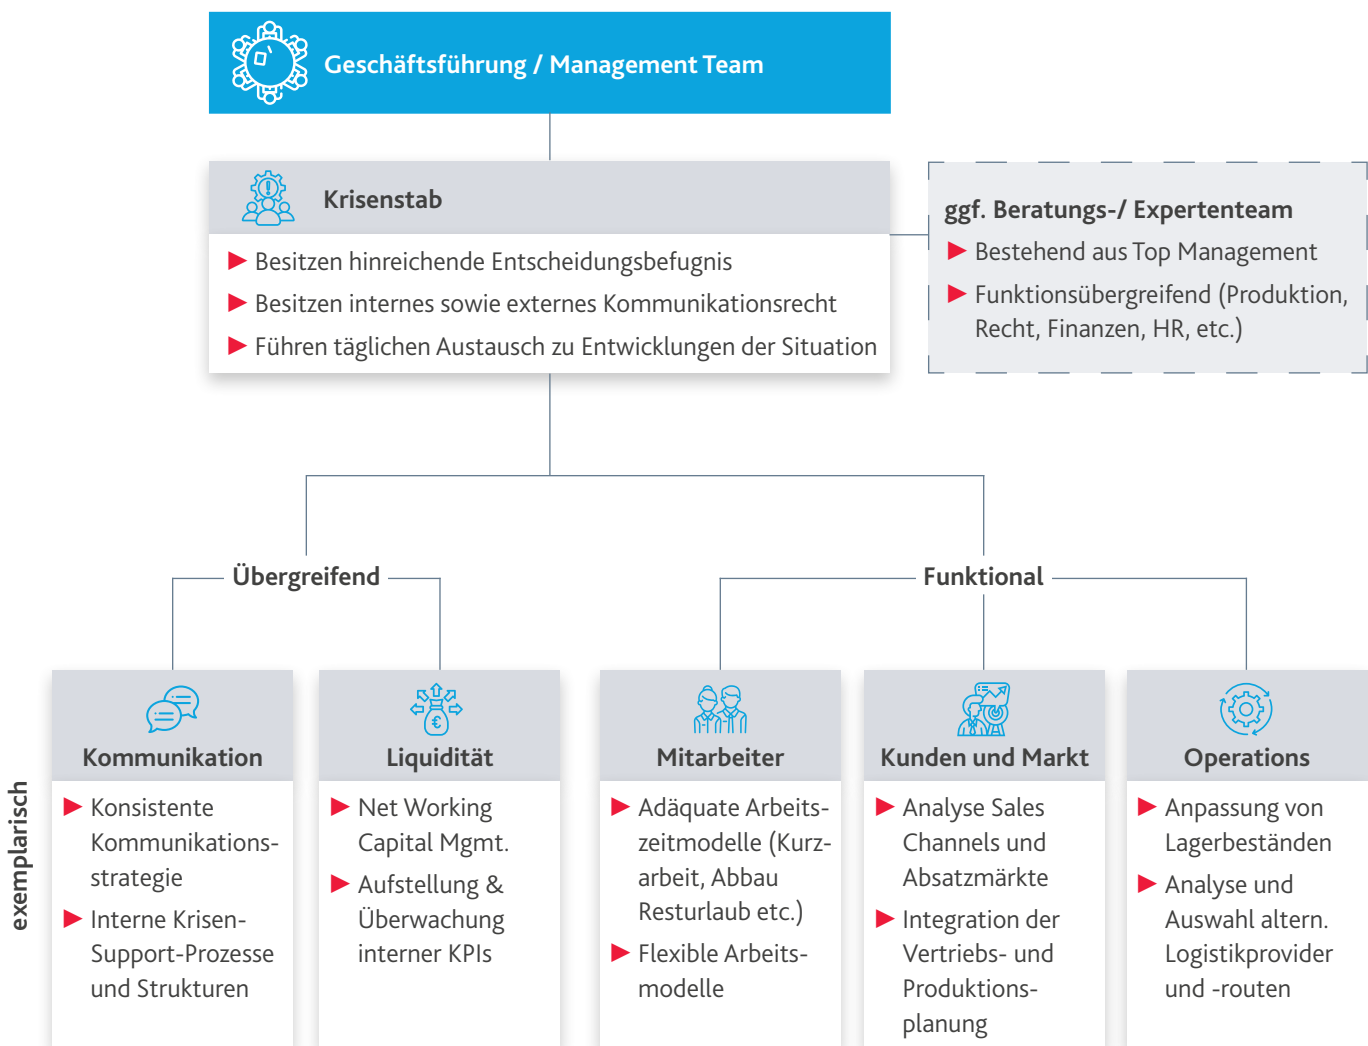 Geschäftsführung / Management Team
Krisenstab
► Besitzen hinreichende Entscheidungsbefugnis
► Besitzen internes sowie externes Kommunikationsrecht
► Führen täglichen Austausch zu Entwicklungen der Situation
ggf. Beratungs-/ Expertenteam
► Bestehend aus Top Management
► Funktionsübergreifend (Produktion,
Recht, Finanzen, HR, etc.)
Übergreifend
Funktional
exemplarisch
Kommunikation
► Konsistente
Kommunikations-
strategie
► Interne Krisen-
Support-Prozesse
und Strukturen
Liquidität
► Net Working
Capital Mgmt.
► Aufstellung &
Überwachung
interner KPIs
Mitarbeiter
► Adäquate Arbeits-
zeitmodelle (Kurz-
arbeit, Abbau
Resturlaub etc.)
► Flexible Arbeits-
modelle
Kunden und Markt
► Analyse Sales
Channels und
Absatzmärkte
► Integration der
Vertriebs- und
Produktions-
planung
Operations
► Anpassung von
Lagerbeständen
► Analyse und
Auswahl altern.
Logistikprovider
und -routen